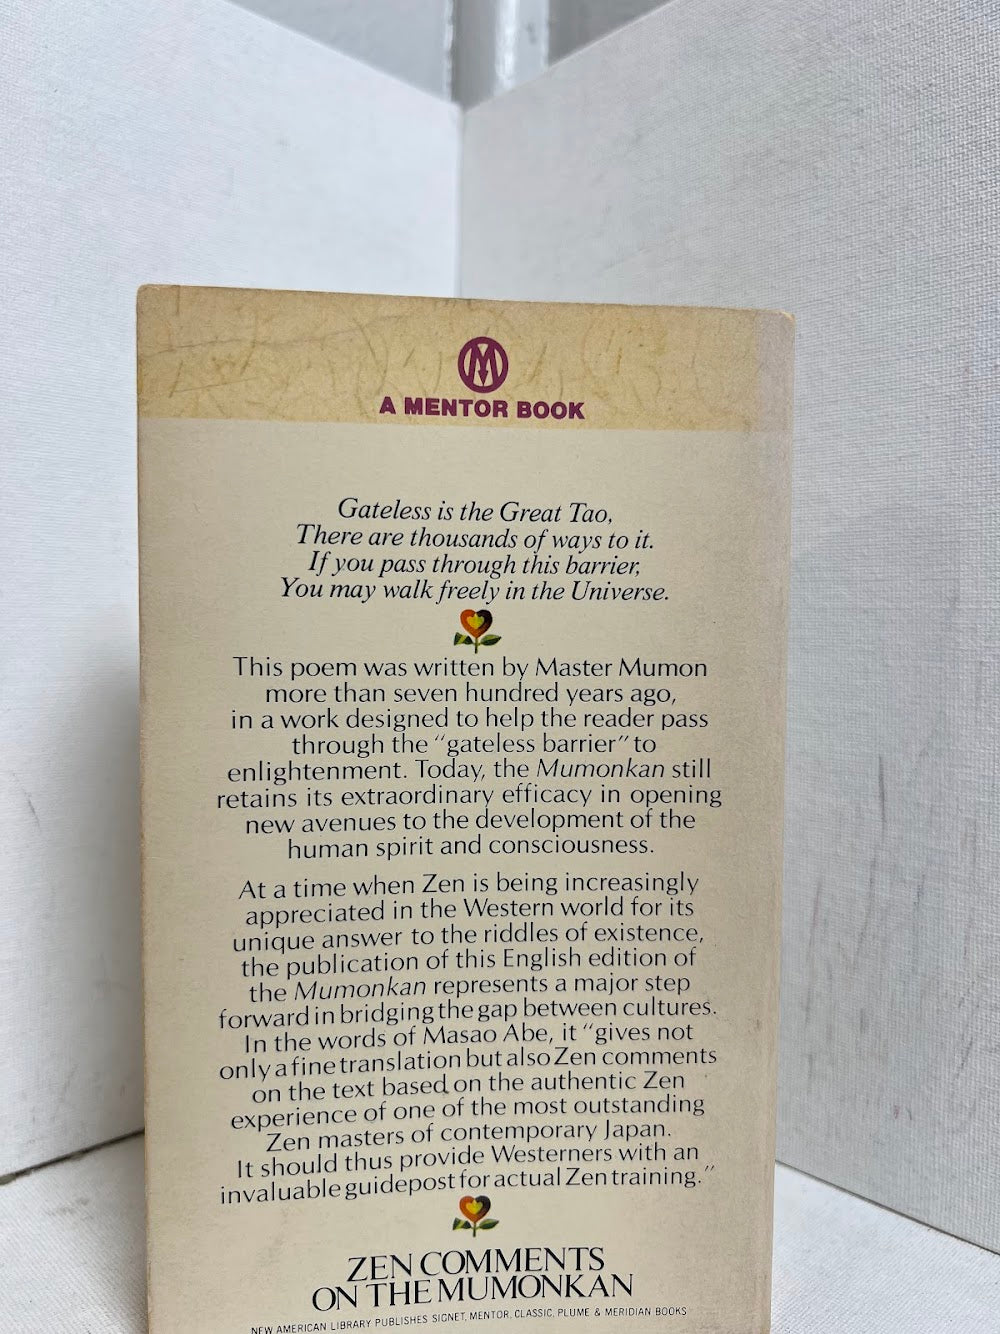 M
A MENTOR BOOK
Gateless is the Great Tao,
There are thousands of ways to it.
If you pass through this barrier,
You may walk freely in the Universe.
This poem was written by Master Mumon
more than seven hundred years ago,
in a work designed to help the reader pass
through the “gateless barrier” to
enlightenment. Today, the Mumonkan still
retains its extraordinary efficacy in opening
new avenues to the development of the
human spirit and consciousness.
At a time when Zen is being increasingly
appreciated in the Western world for its
unique answer to the riddles of existence,
the publication of this English edition of
the Mumonkan represents a major step
forward in bridging the gap between cultures.
In the words of Masao Abe, it “gives not
only a fine translation but also Zen comments
on the text based on the authentic Zen
experience of one of the most outstanding
Zen masters of contemporary Japan.
It should thus provide Westerners with an
invaluable guidepost for actual Zen training.”
ZEN COMMENTS
ON THE MUMONKAN
NEW AMERICAN LIBRARY PUBLISHES SIGNET, MENTOR, CLASSIC, PLUME & MERIDIAN BOOKS